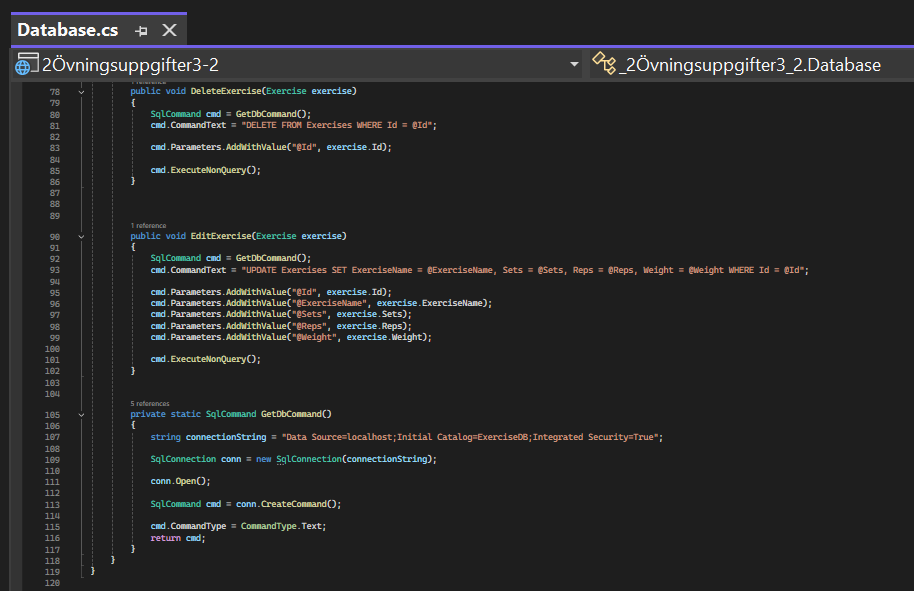 Database.cs
2Övningsuppgifter3-2
_2Övningsuppgifter3_2.Database
78 public void DeleteExercise(Exercise exercise)
79 {
80 SqlCommand cmd = GetDbCommand();
81 cmd.CommandText = "DELETE FROM Exercises WHERE Id = @Id";
82
83 cmd.Parameters.AddWithValue("@Id", exercise.Id);
84
85 cmd.ExecuteNonQuery();
86 }
87
88
89
1 reference
90 public void EditExercise(Exercise exercise)
91 {
92 SqlCommand cmd = GetDbCommand();
93 cmd.CommandText = "UPDATE Exercises SET ExerciseName = @ExerciseName, Sets = @Sets, Reps = @Reps, Weight = @Weight WHERE Id = @Id";
94
95 cmd.Parameters.AddWithValue("@Id", exercise.Id);
96 cmd.Parameters.AddWithValue("@ExerciseName", exercise.ExerciseName);
97 cmd.Parameters.AddWithValue("@Sets", exercise.Sets);
98 cmd.Parameters.AddWithValue("@Reps", exercise.Reps);
99 cmd.Parameters.AddWithValue("@Weight", exercise.Weight);
100
101 cmd.ExecuteNonQuery();
102 }
103
104
5 references
105 private static SqlCommand GetDbCommand()
106 {
107 string connectionString = "Data Source=localhost;Initial Catalog=ExerciseDB;Integrated Security=True";
108
109 SqlConnection conn = new SqlConnection(connectionString);
110
111 conn.Open();
112
113 SqlCommand cmd = conn.CreateCommand();
114
115 cmd.CommandType = CommandType.Text;
116 return cmd;
117 }
118 }
119 }
120